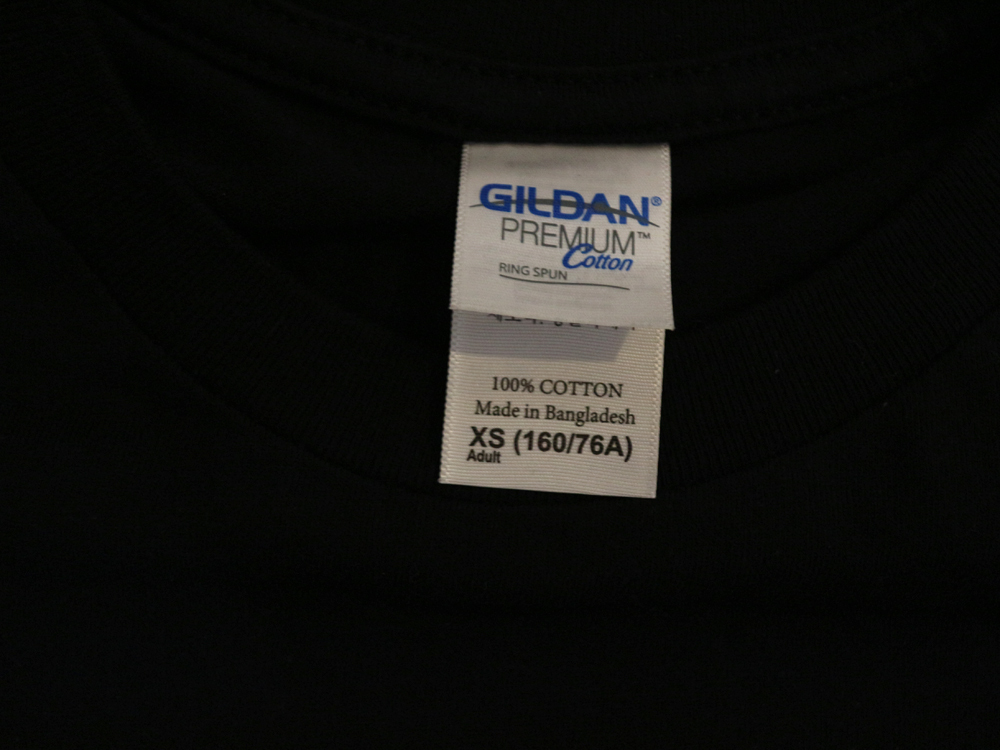 GILDAN®
PREMIUM™
Cotton
RING SPUN
100% COTTON
Made in Bangladesh
XS (160/76A)
Adult